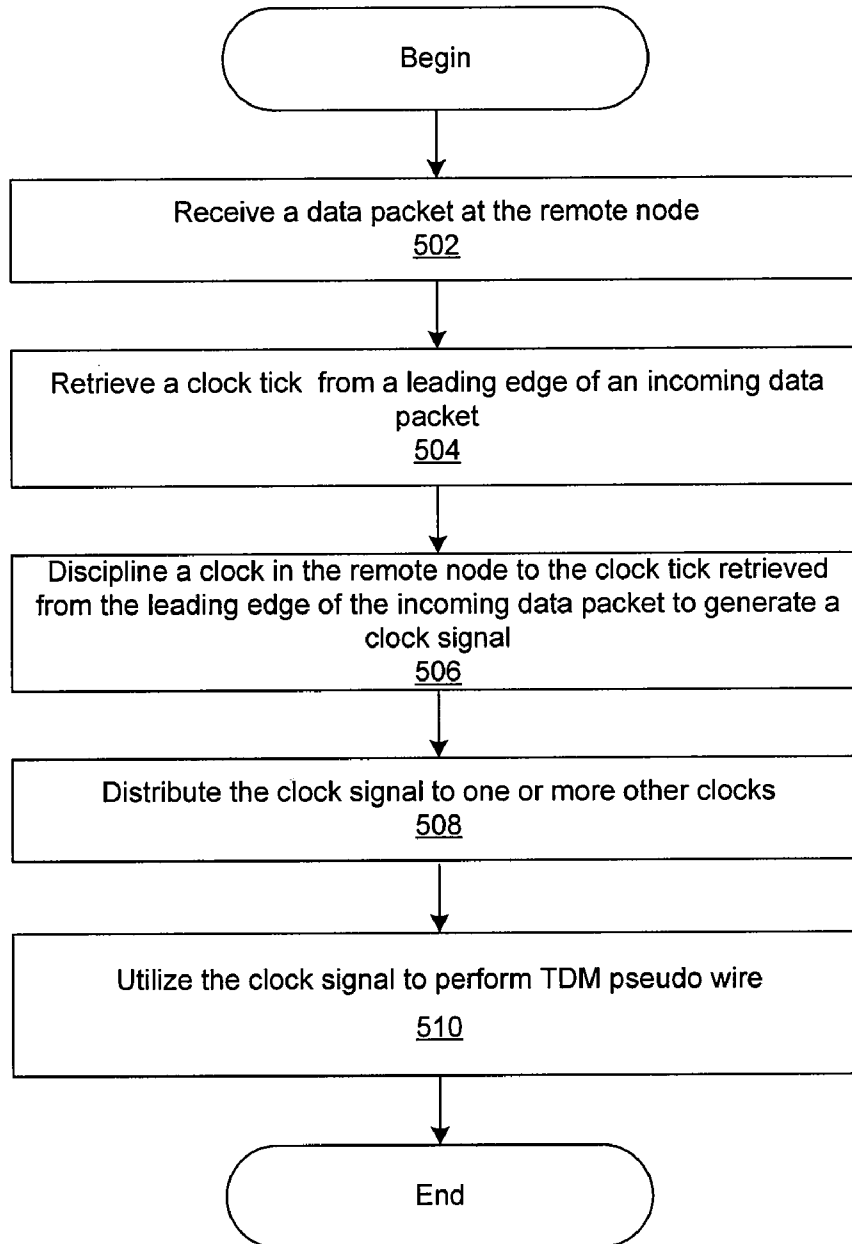 Begin
Receive a data packet at the remote node
502
Retrieve a clock tick from a leading edge of an incoming data
packet
504
Discipline a clock in the remote node to the clock tick retrieved
from the leading edge of the incoming data packet to generate a
clock signal
506
Distribute the clock signal to one or more other clocks
508
Utilize the clock signal to perform TDM pseudo wire
510
End